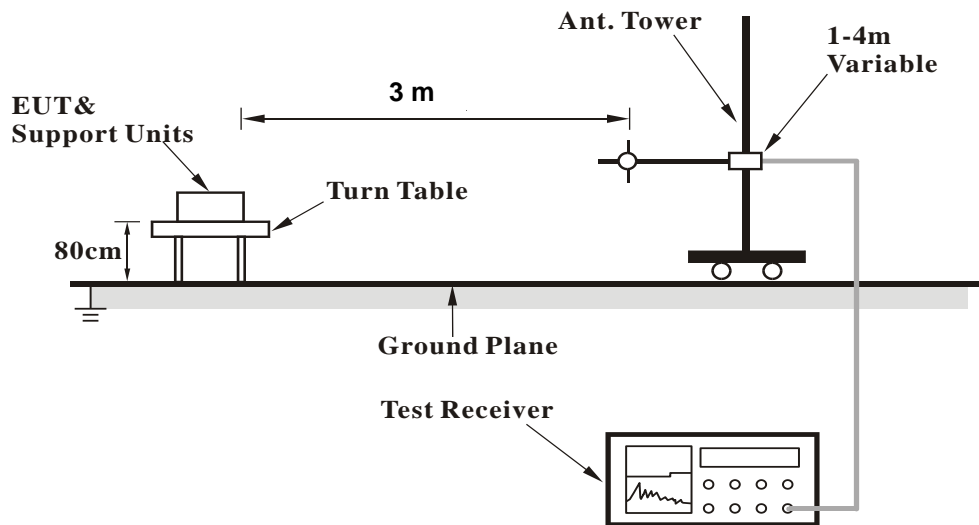 Ant. Tower
1-4m
Variable
3 m
EUT&
Support Units
Turn Table
80cm
Ground Plane
Test Receiver